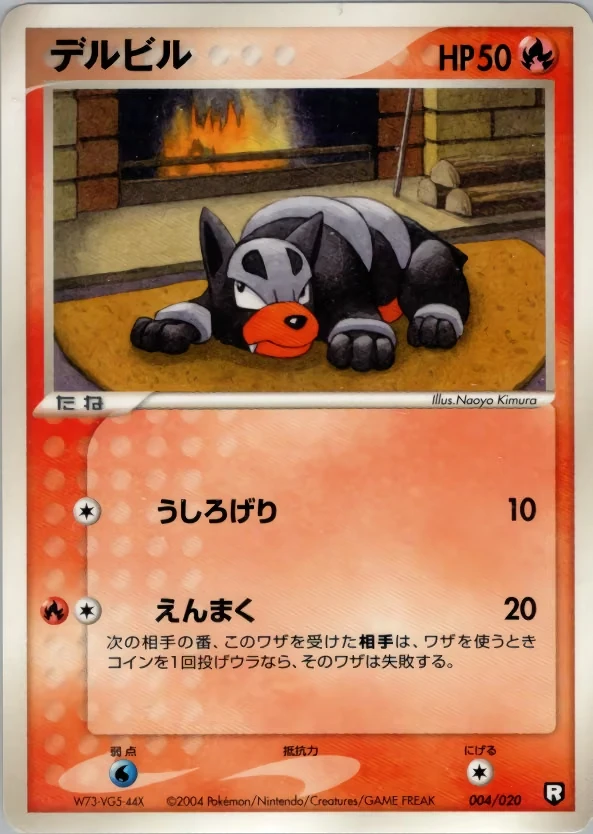 デルビル HP50
Illus.Naoyo Kimura
たね
うしろげり 10
えんまく 20
次の相手の番、このワザを受けた相手は、ワザを使うとき
コインを1回投げウラなら、そのワザは失敗する。
弱点 抵抗力 にげる
W73-VG5-44X ©2004 Pokémon/Nintendo/Creatures/GAME FREAK 004/020 R